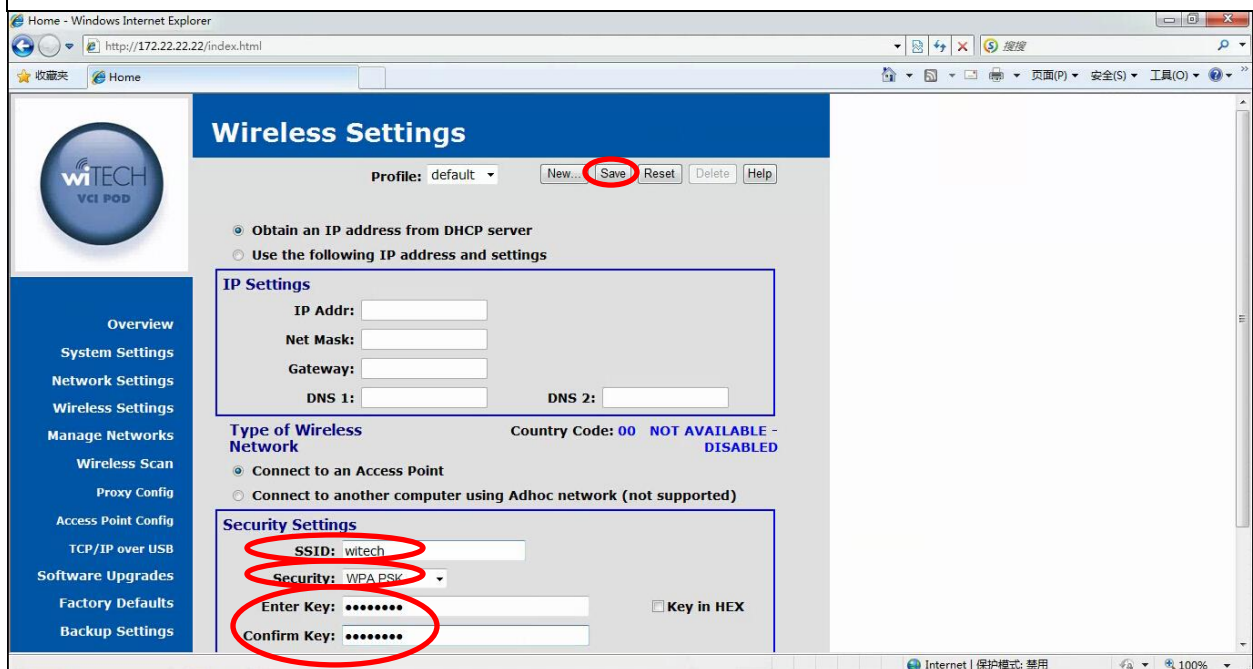 Home - Windows Internet Explorer
http://172.22.22.22/index.html
搜搜
收藏夹
Home
页面(P)
安全(S)
工具(O)
wiTECH
VCI POD
Wireless Settings
Profile: default
New... Save Reset Delete Help
Obtain an IP address from DHCP server
Use the following IP address and settings
IP Settings
IP Addr:
Net Mask:
Gateway:
DNS 1:
DNS 2:
Overview
System Settings
Network Settings
Wireless Settings
Manage Networks
Wireless Scan
Proxy Config
Access Point Config
TCP/IP over USB
Software Upgrades
Factory Defaults
Backup Settings
Type of Wireless
Network
Country Code: 00 NOT AVAILABLE -
DISABLED
Connect to an Access Point
Connect to another computer using Adhoc network (not supported)
Security Settings
SSID: witech
Security: WPA PSK
Enter Key: ••••••••
Key in HEX
Confirm Key: ••••••••
Internet | 保护模式: 禁用
100%